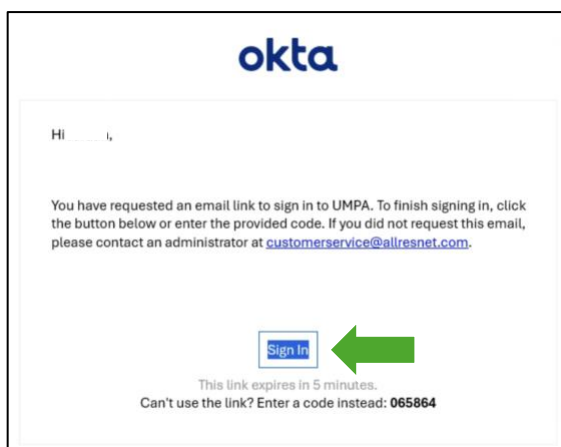 okta
Hi ,
You have requested an email link to sign in to UMPA. To finish signing in, click
the button below or enter the provided code. If you did not request this email,
please contact an administrator at customerservice@allresnet.com.
Sign In
This link expires in 5 minutes.
Can't use the link? Enter a code instead: 065864